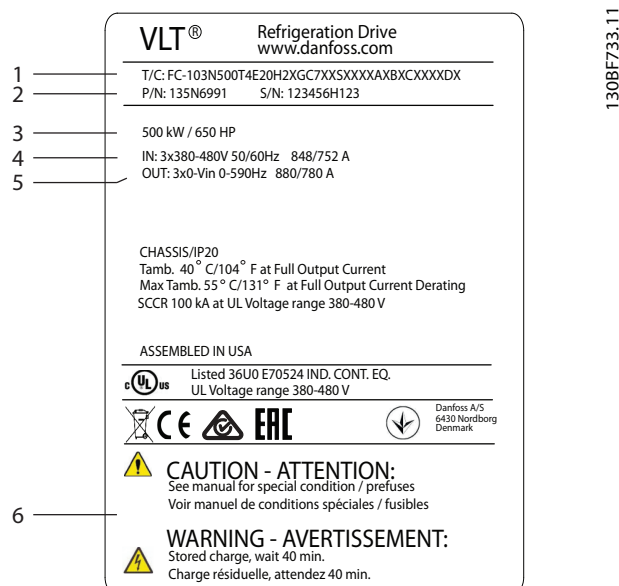 VLT® Refrigeration Drive
www.danfoss.com
1 T/C: FC-103N500T4E20H2XGC7XXSXXXXAXBXCXXXXDX
2 P/N: 135N6991 S/N: 123456H123
3 500 kW / 650 HP
4 IN: 3x380-480V 50/60Hz 848/752 A
5 OUT: 3x0-Vin 0-590Hz 880/780 A
CHASSIS/IP20
Tamb. 40° C/104° F at Full Output Current
Max Tamb. 55° C/131° F at Full Output Current Derating
SCCR 100 kA at UL Voltage range 380-480 V
ASSEMBLED IN USA
c UL us Listed 36U0 E70524 IND. CONT. EQ.
UL Voltage range 380-480 V
CE EAC
Danfoss A/S
6430 Nordborg
Denmark
CAUTION - ATTENTION:
See manual for special condition / prefuses
Voir manuel de conditions spéciales / fusibles
6
WARNING - AVERTISSEMENT:
Stored charge, wait 40 min.
Charge résiduelle, attendez 40 min.
130BF733.11